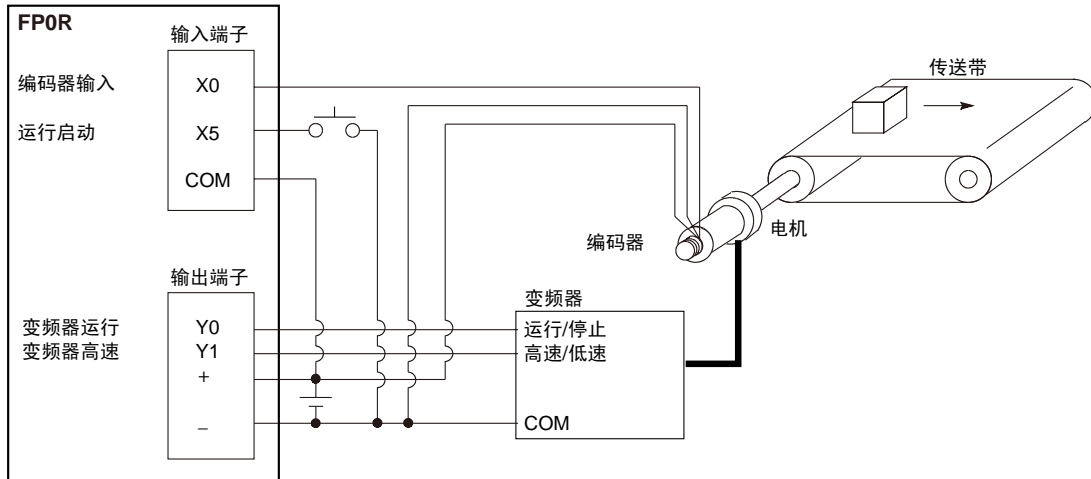 FP0R
输入端子
编码器输入
X0
运行启动
X5
COM
输出端子
变频器运行
Y0
变频器高速
Y1
+
−
变频器
运行/停止
高速/低速
COM
编码器
电机
传送带